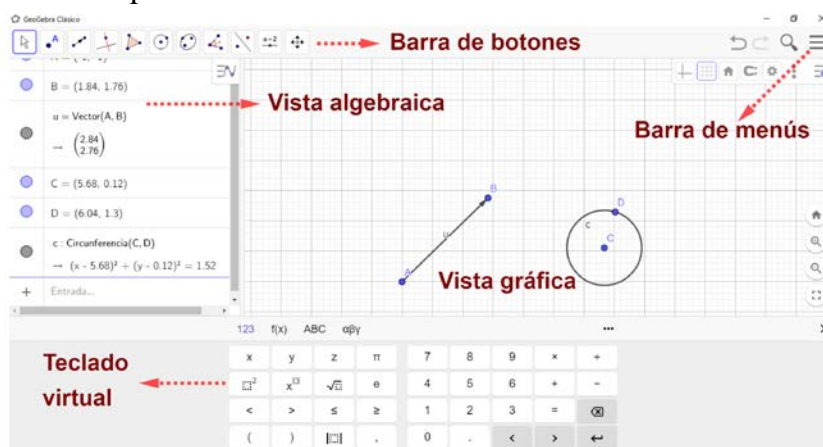 GeoGebra Clásico
Barra de botones
Vista algebraica
Barra de menús
B = (1.84, 1.76)
u = Vector(A, B)
→ (2.84
2.76)
C = (5.68, 0.12)
D = (6.04, 1.3)
c : Circunferencia(C, D)
→ (x - 5.68)² + (y - 0.12)² = 1.52
+ Entrada...
B
u
A
D
c
C
Vista gráfica
123 f(x) ABC αβγ ...
Teclado
virtual
x y z π 7 8 9 × ÷
□² x□ √□ e 4 5 6 + −
< > ≤ ≥ 1 2 3 =
( ) |□| , 0 . < >